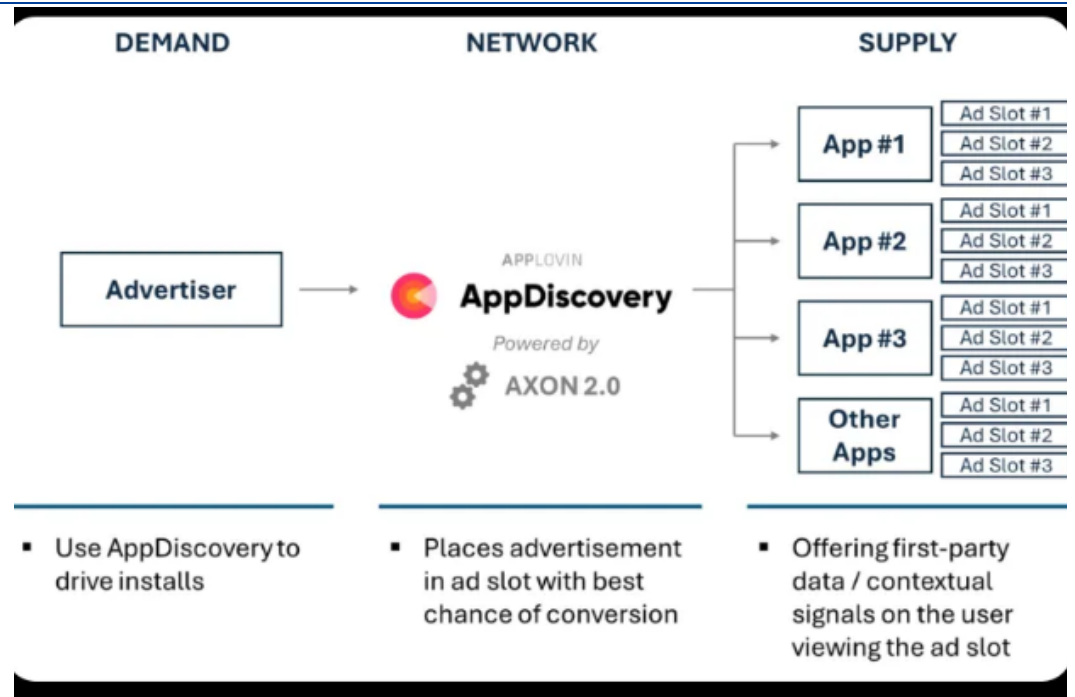 DEMAND
NETWORK
SUPPLY
Advertiser
APPLOVIN
AppDiscovery
Powered by
AXON 2.0
App #1
Ad Slot #1
Ad Slot #2
Ad Slot #3
App #2
Ad Slot #1
Ad Slot #2
Ad Slot #3
App #3
Ad Slot #1
Ad Slot #2
Ad Slot #3
Other
Apps
Ad Slot #1
Ad Slot #2
Ad Slot #3
▪ Use AppDiscovery to
drive installs
▪ Places advertisement
in ad slot with best
chance of conversion
▪ Offering first-party
data / contextual
signals on the user
viewing the ad slot